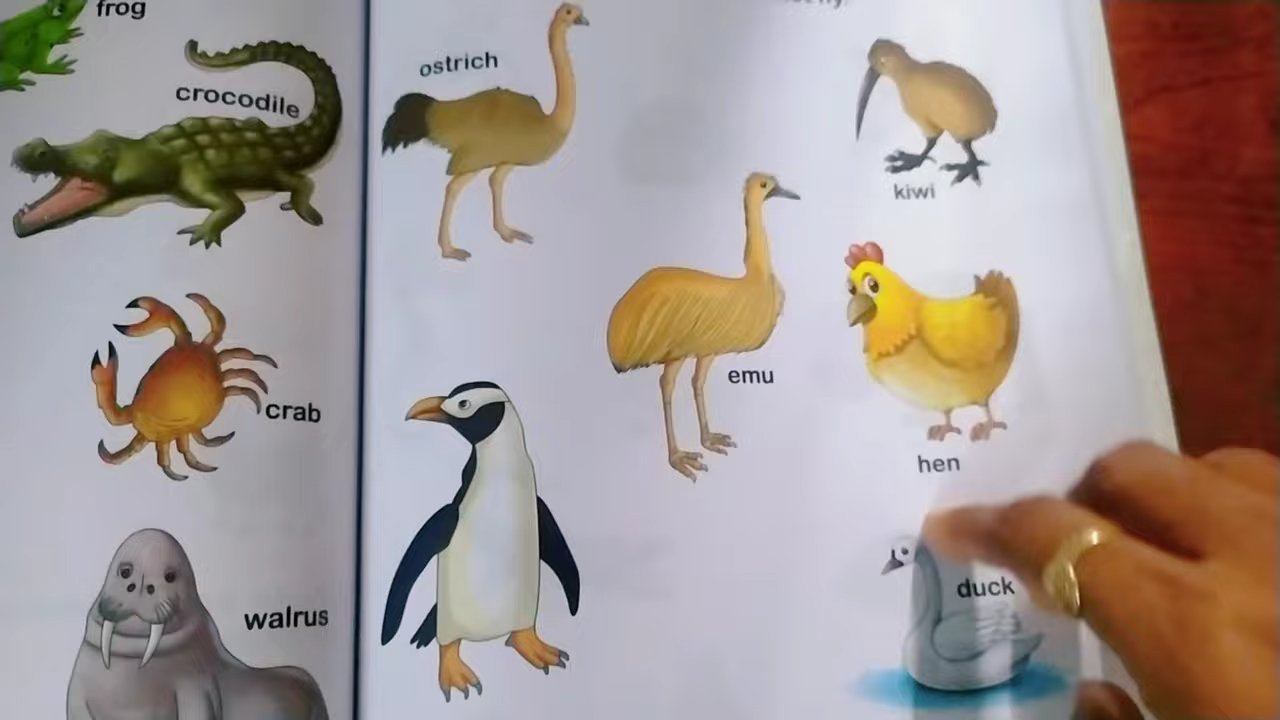 frog
crocodile
crab
walrus
ostrich
emu
kiwi
hen
duck